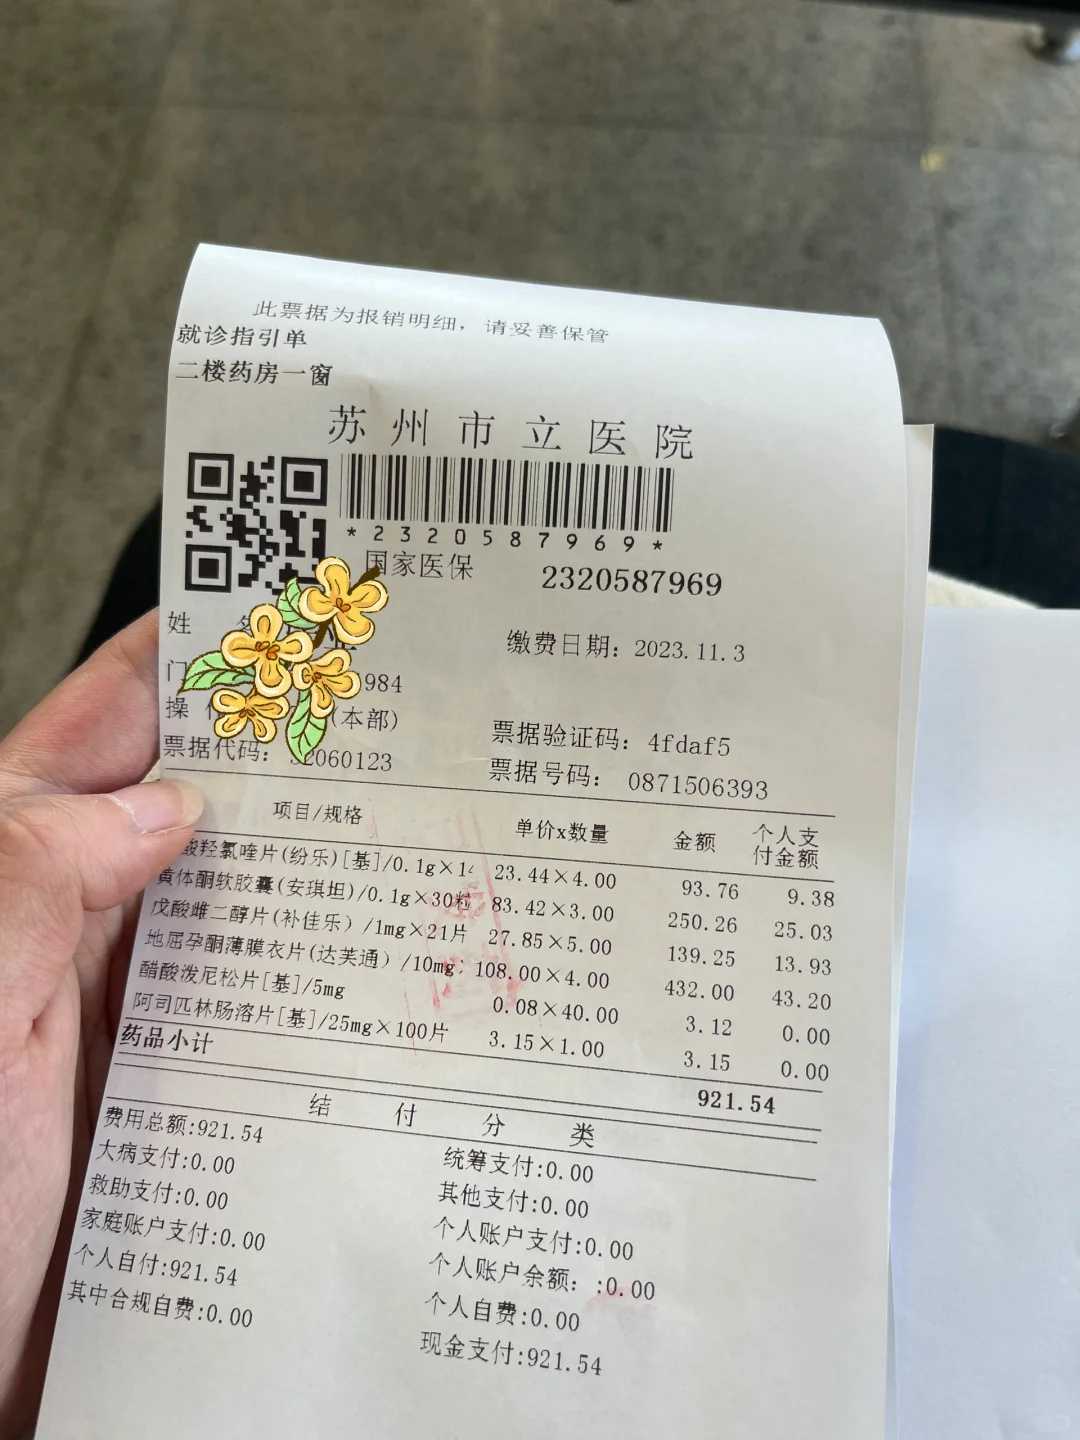 此票据为报销明细，请妥善保管
就诊指引单
二楼药房一窗
苏州市立医院
*2320587969*
国家医保 2320587969
姓
缴费日期：2023.11.3
门 984
操 (本部)
票据验证码：4fdaf5
票据代码： 2060123
票据号码： 0871506393
项目/规格 单价x数量 金额 个人支付金额
酸羟氯喹片(纷乐)[基]/0.1g×14 23.44×4.00 93.76 9.38
黄体酮软胶囊(安琪坦)/0.1g×30粒 83.42×3.00 250.26 25.03
戊酸雌二醇片(补佳乐）/1mg×21片 27.85×5.00 139.25 13.93
地屈孕酮薄膜衣片(达芙通）/10mg 108.00×4.00 432.00 43.20
醋酸泼尼松片[基]/5mg 0.08×40.00 3.12 0.00
阿司匹林肠溶片[基]/25mg×100片 3.15×1.00 3.15 0.00
药品小计 921.54
结付分类
费用总额:921.54
大病支付:0.00 统筹支付:0.00
救助支付:0.00 其他支付:0.00
家庭账户支付:0.00 个人账户支付:0.00
个人自付:921.54 个人账户余额：:0.00
其中合规自费:0.00 个人自费:0.00
现金支付:921.54